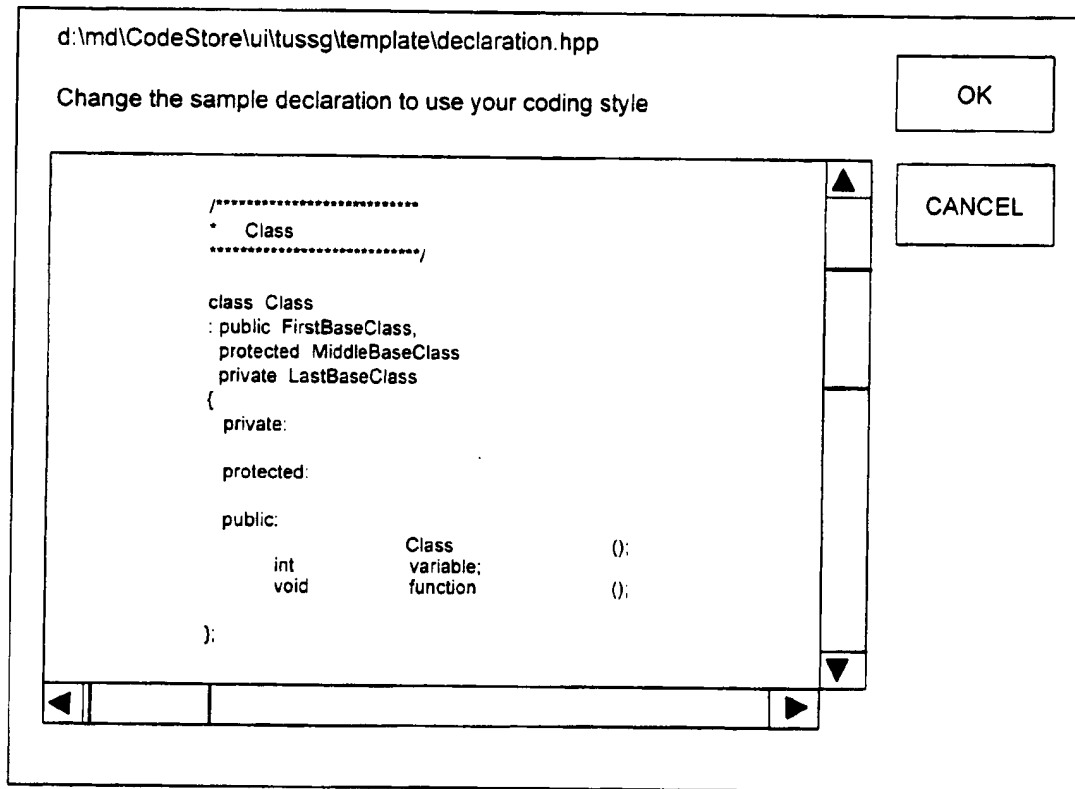 d:\md\CodeStore\ui\tussg\template\declaration.hpp
OK
Change the sample declaration to use your coding style
CANCEL
/**************************
* Class
***************************/
class Class
: public FirstBaseClass,
protected MiddleBaseClass
private LastBaseClass
{
private:
protected:
public:
Class ();
int variable;
void function ();
};